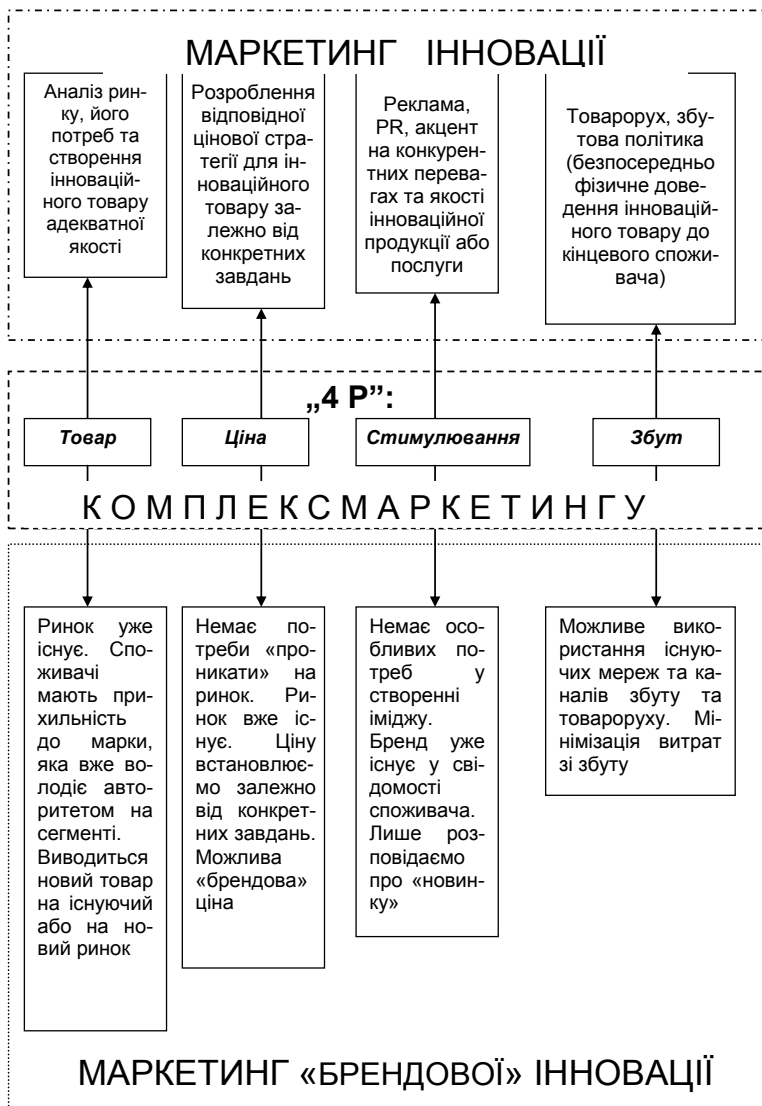 МАРКЕТИНГ ІННОВАЦІЇ
Аналіз рин-
ку, його
потреб та
створення
інноваційн-
ого товару
адекватної
якості
Розроблення
відповідної
цінової стра-
тегії для ін-
новаційного
товару за-
лежно від
конкретних
завдань
Реклама,
PR, акцент
на конкурен-
тних перева-
гах та якості
інноваційної
продукції або
послуги
Товарорух, збу-
това політика
(безпосередньо
фізичне дове-
дення інновацій-
ного товару до
кінцевого спожи-
вача)
„4 Р”:
Товар
Ціна
Стимулювання
Збут
К О М П Л Е К С М А Р К Е Т И Н Г У
Ринок уже
існує. Спо-
живачі
мають при-
хильність
до марки,
яка вже во-
лодіє авто-
ритетом на
сегменті.
Виводиться
новий товар
на існуючий
або на но-
вий ринок
Немає по-
треби «про-
никати» на
ринок. Ри-
нок вже іс-
нує. Ціну
встановлює-
мо залежно
від конкрет-
них завдань.
Можлива
«брендова»
ціна
Немає осо-
бливих по-
треб у
створенні
іміджу.
Бренд уже
існує у сві-
домості
споживача.
Лише роз-
повідаємо
про «новин-
ку»
Можливе вико-
ристання існую-
чих мереж та ка-
налів збуту та
товароруху. Мі-
німізація витрат
зі збуту
МАРКЕТИНГ «БРЕНДОВОЇ» ІННОВАЦІЇ